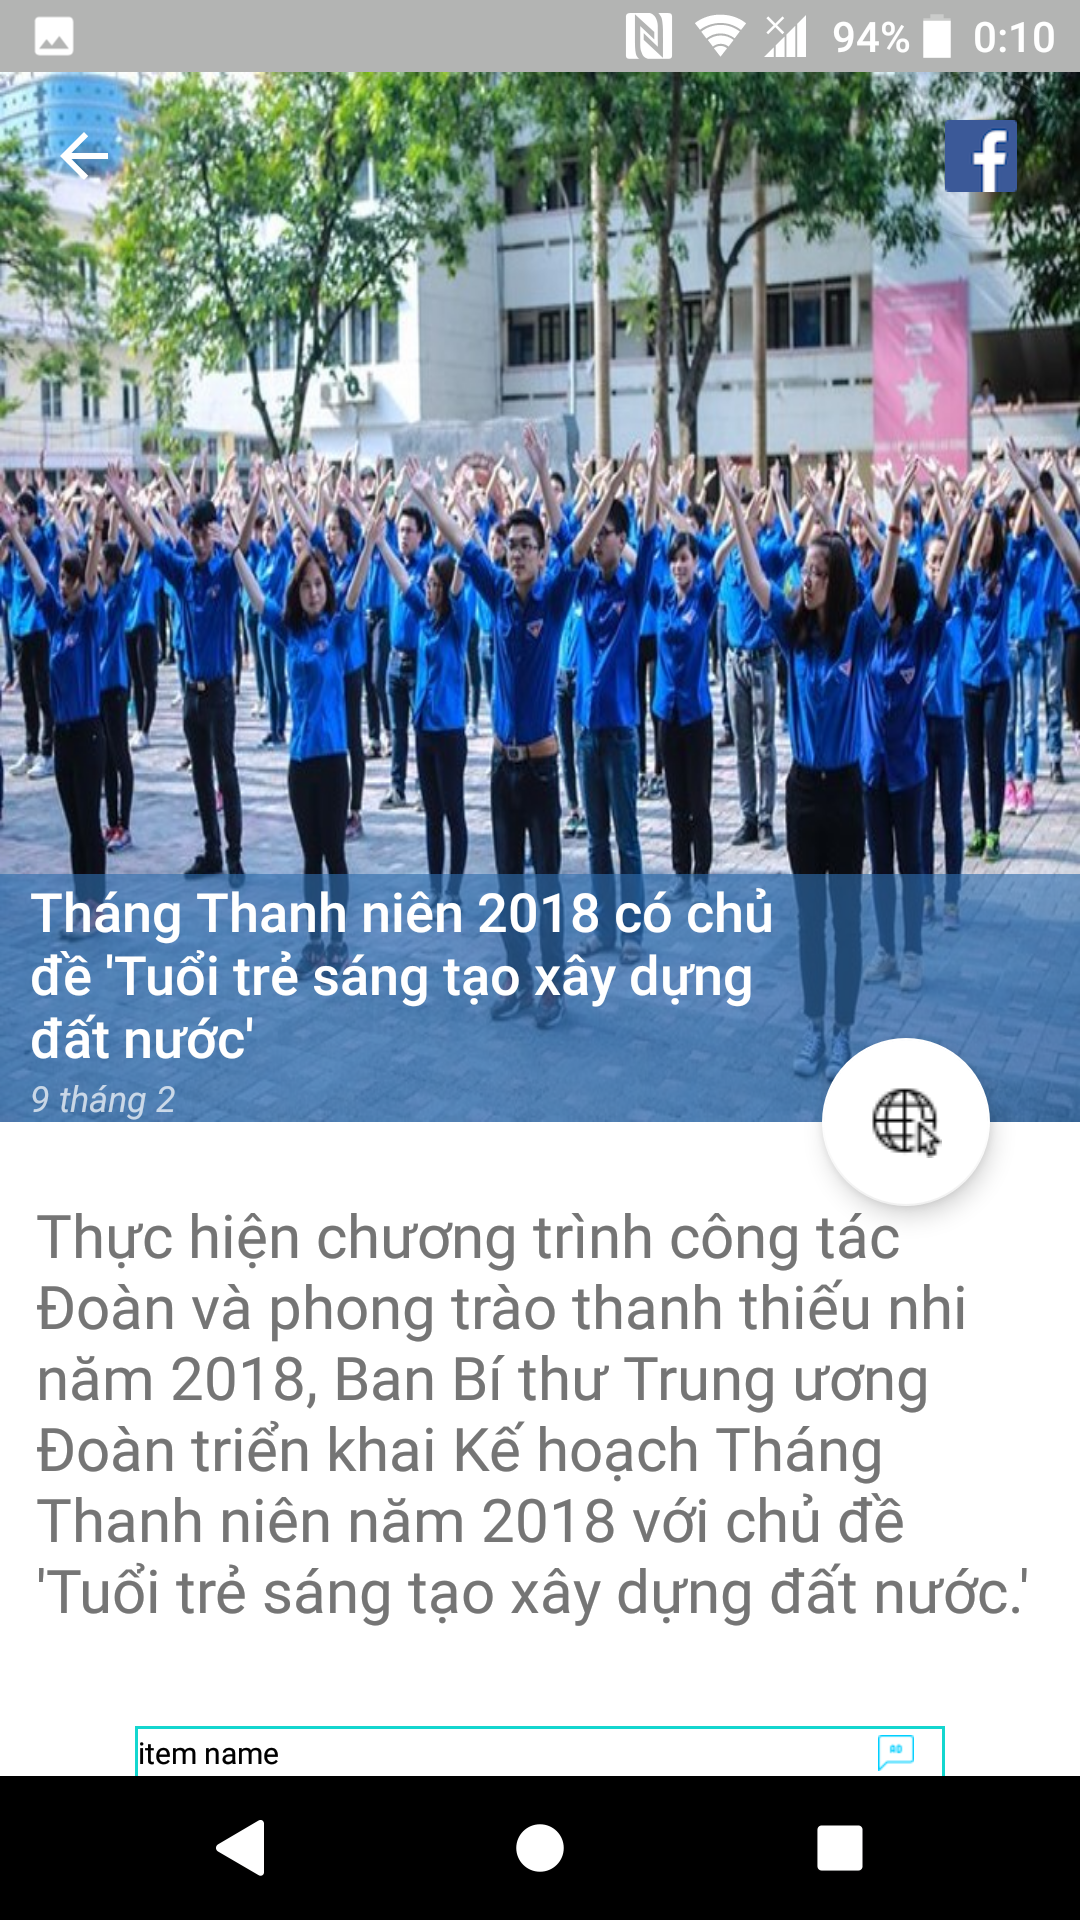 94% 0:10
Tháng Thanh niên 2018 có chủ
đề 'Tuổi trẻ sáng tạo xây dựng
đất nước'
9 tháng 2
Thực hiện chương trình công tác
Đoàn và phong trào thanh thiếu nhi
năm 2018, Ban Bí thư Trung ương
Đoàn triển khai Kế hoạch Tháng
Thanh niên năm 2018 với chủ đề
'Tuổi trẻ sáng tạo xây dựng đất nước.'
item name
AD